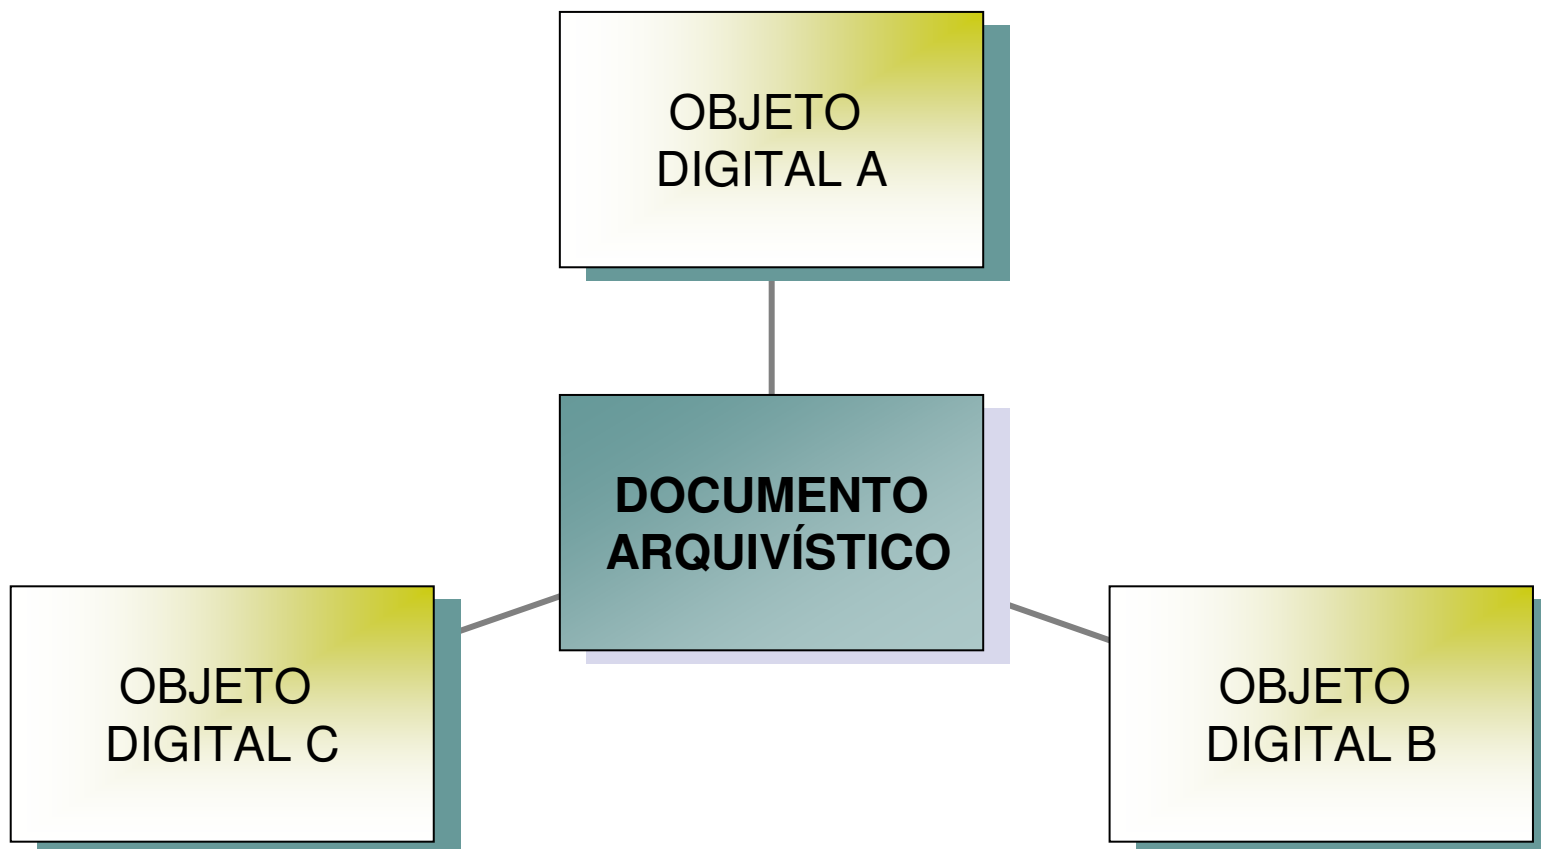 OBJETO
DIGITAL A
DOCUMENTO
ARQUIVÍSTICO
OBJETO
DIGITAL C
OBJETO
DIGITAL B